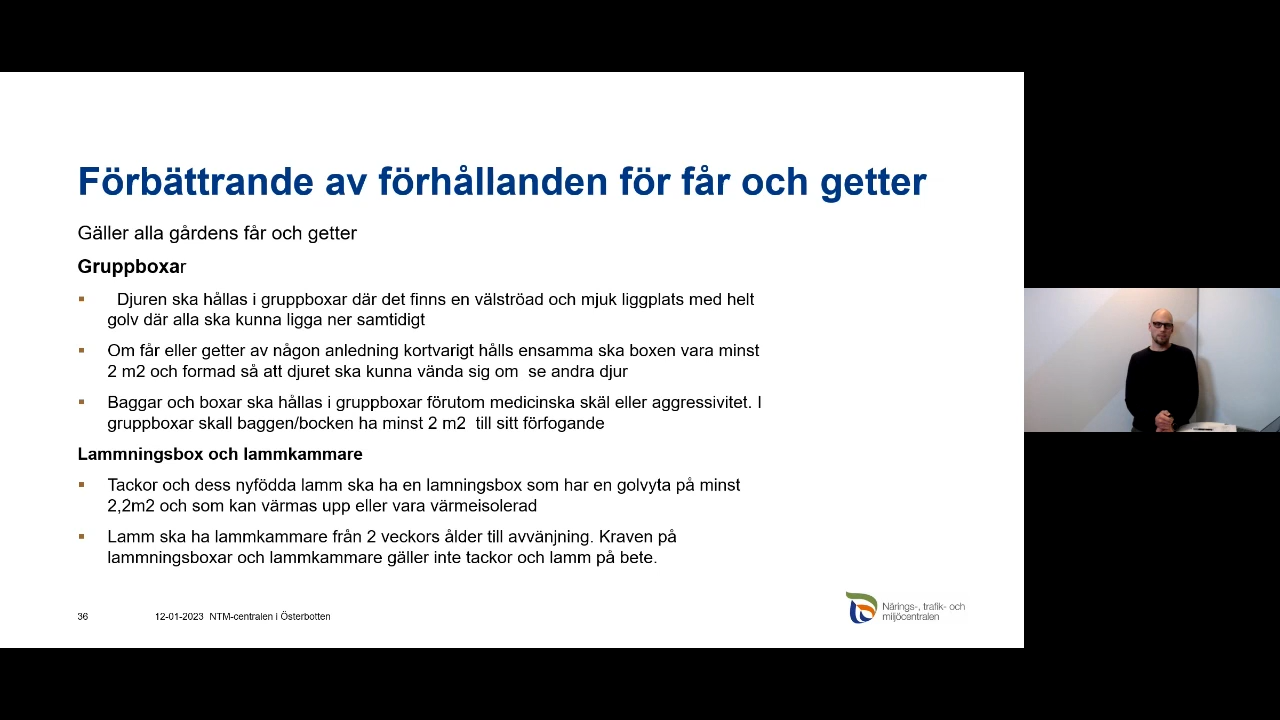 Förbättrande av förhållanden för får och getter
Gäller alla gårdens får och getter
Gruppboxar
Djuren ska hållas i gruppboxar där det finns en välströad och mjuk liggplats med helt
golv där alla ska kunna ligga ner samtidigt
Om får eller getter av någon anledning kortvarigt hålls ensamma ska boxen vara minst
2 m2 och formad så att djuret ska kunna vända sig om  se andra djur
Baggar och boxar ska hållas i gruppboxar förutom medicinska skäl eller aggressivitet. I
gruppboxar skall baggen/bocken ha minst 2 m2  till sitt förfogande
Lammningsbox och lammkammare
Tackor och dess nyfödda lamm ska ha en lamningsbox som har en golvyta på minst
2,2m2 och som kan värmas upp eller vara värmeisolerad
Lamm ska ha lammkammare från 2 veckors ålder till avvänjning. Kraven på
lammningsboxar och lammkammare gäller inte tackor och lamm på bete.
36 12-01-2023 NTM-centralen i Österbotten
Närings-, trafik- och
miljöcentralen